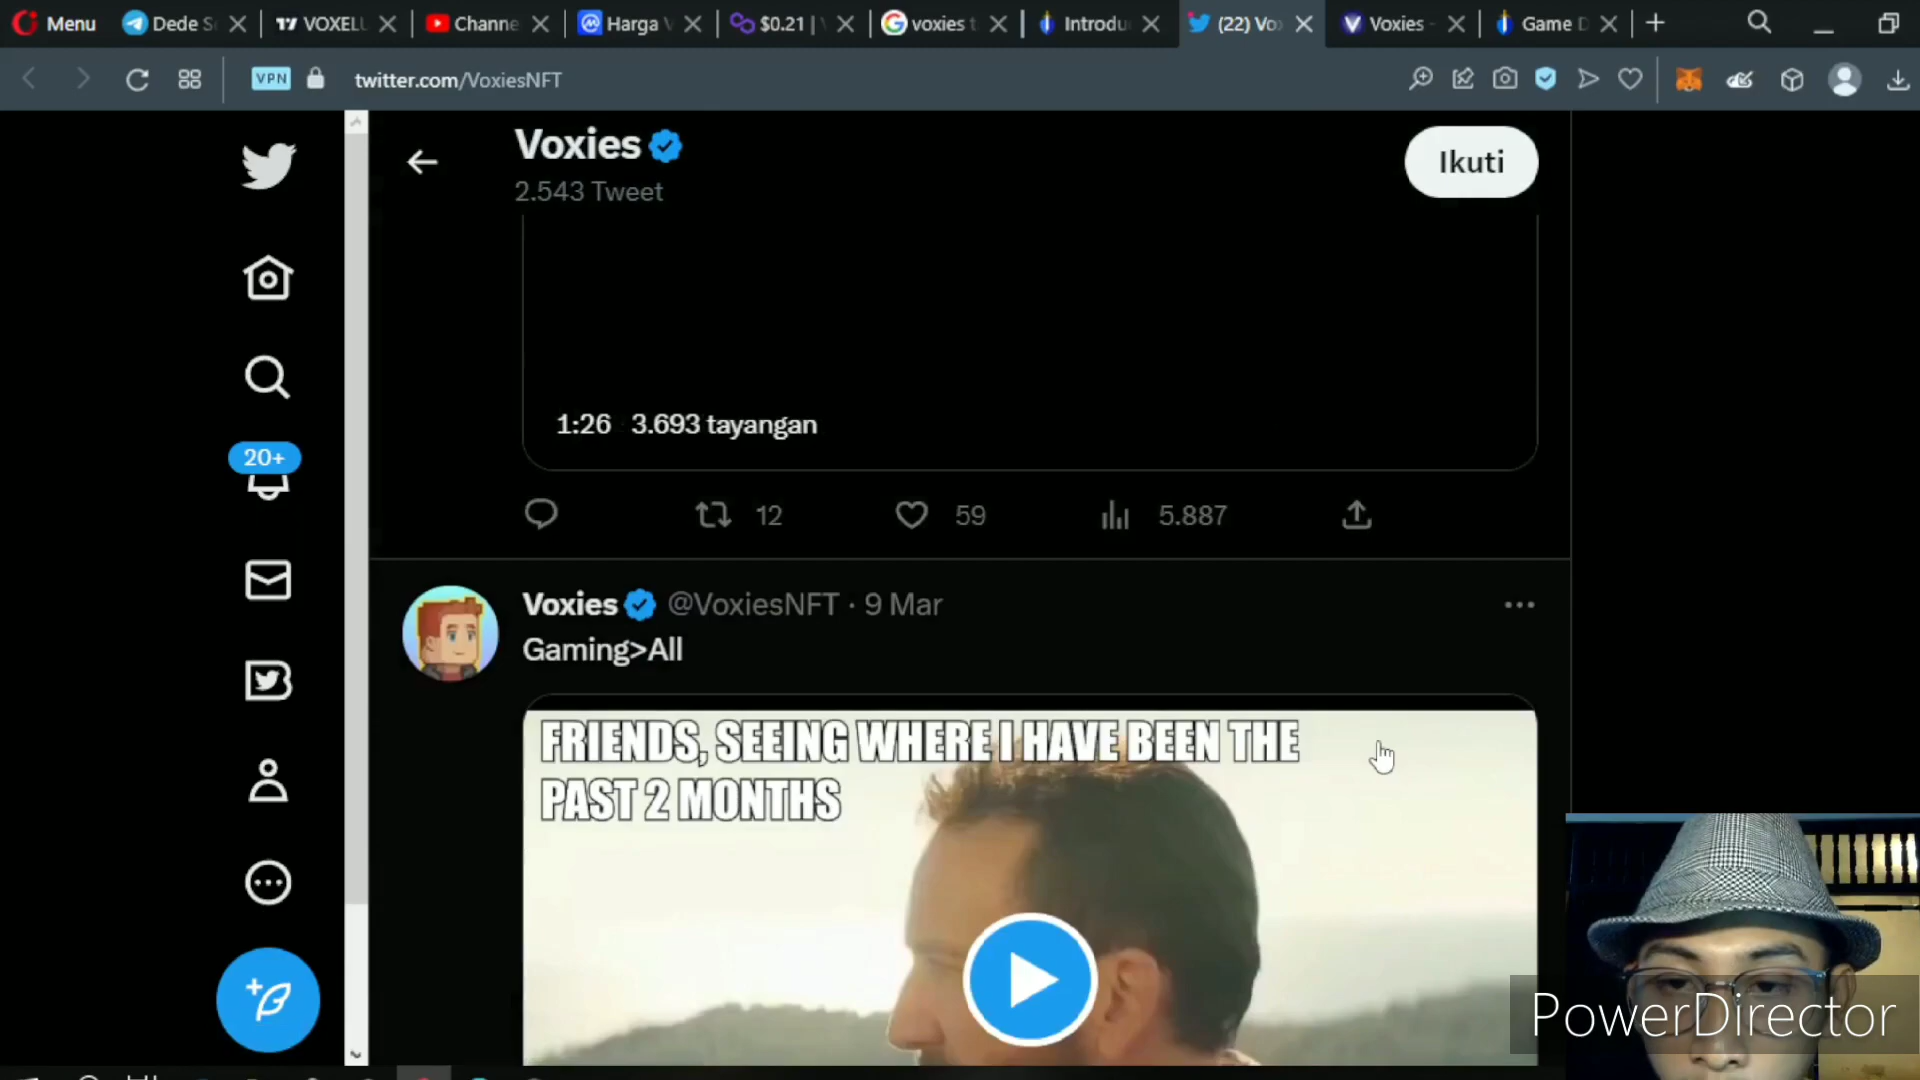 Menu
Dede S
VOXEL
Channe
Harga V
$0.21 |
voxies t
Introdu
(22) Vo
Voxies -
Game D
VPN
twitter.com/VoxiesNFT
Voxies
2.543 Tweet
Ikuti
1:26 3.693 tayangan
12
59
5.887
20+
Voxies @VoxiesNFT · 9 Mar
Gaming>All
FRIENDS, SEEING WHERE I HAVE BEEN THE
PAST 2 MONTHS
PowerDirector